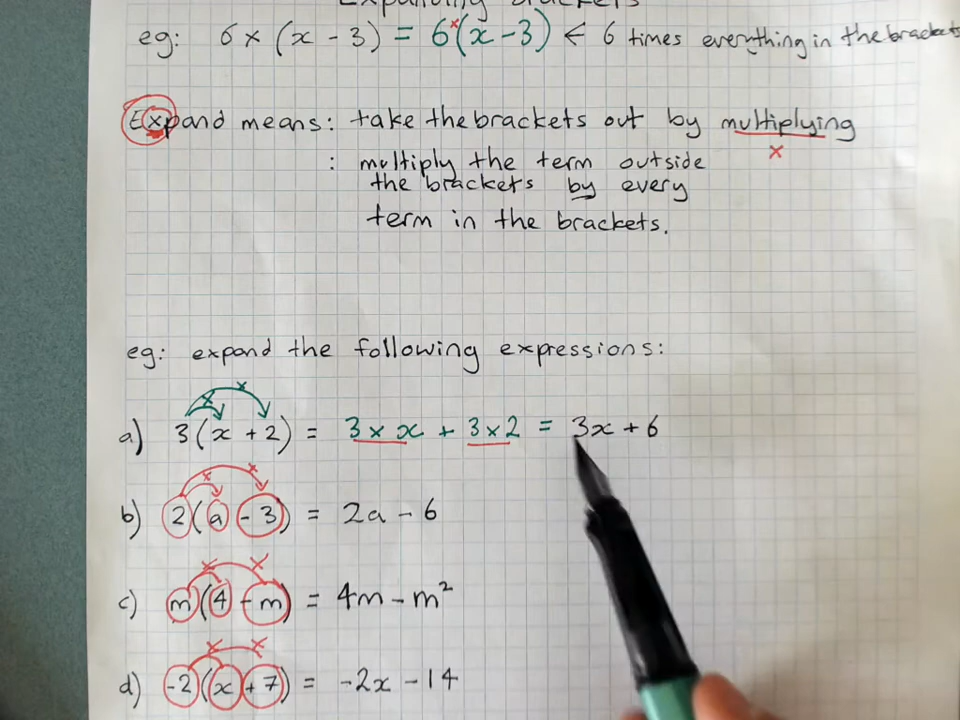 Expanding brackets
eg: 6 × (x - 3) = 6×(x - 3) ← 6 times everything in the brackets
Expand means: take the brackets out by multiplying
×
: multiply the term outside
the brackets by every
term in the brackets.
eg: expand the following expressions:
a) 3(x + 2) = 3 × x + 3 × 2 = 3x + 6
b) 2(a - 3) = 2a - 6
c) m(4 - m) = 4m - m²
d) -2(x + 7) = -2x - 14